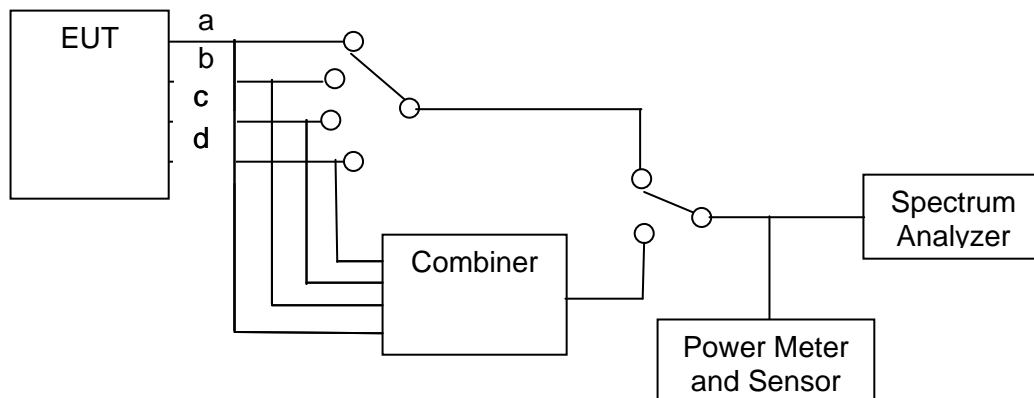 EUT
a
b
c
d
Combiner
Spectrum
Analyzer
Power Meter
and Sensor